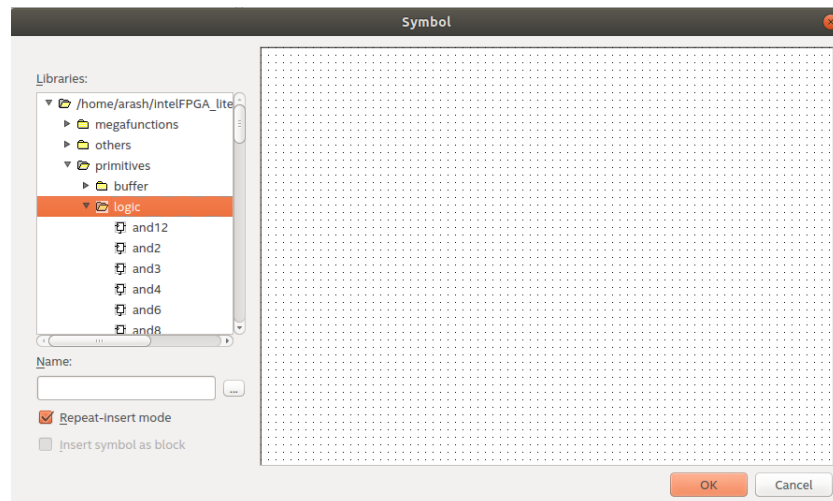 Symbol
Libraries:
/home/arash/intelFPGA_lite
megafunctions
others
primitives
buffer
logic
and12
and2
and3
and4
and6
and8
Name:
...
Repeat-insert mode
Insert symbol as block
OK
Cancel